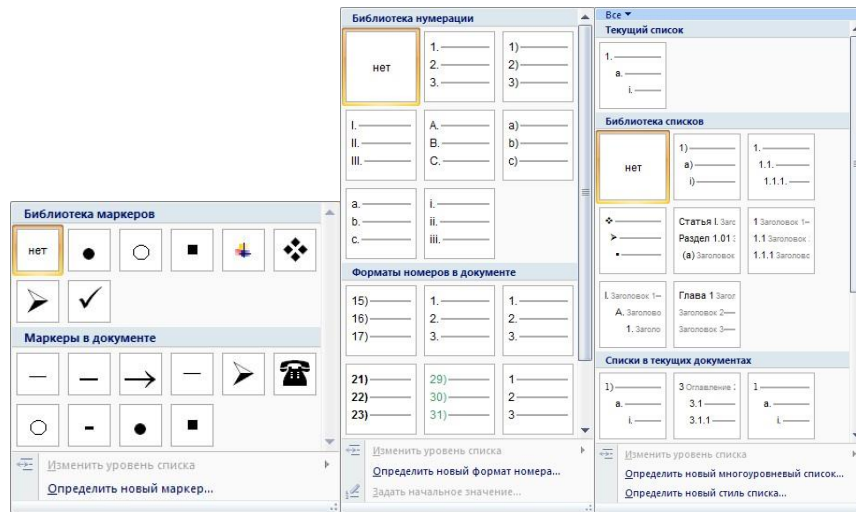 Библиотека маркеров
нет
Маркеры в документе
Изменить уровень списка
Определить новый маркер...
Библиотека нумерации
нет
1.
2.
3.
1)
2)
3)
I.
II.
III.
A.
B.
C.
a)
b)
c)
a.
b.
c.
i.
ii.
iii.
Форматы номеров в документе
15)
16)
17)
1.
2.
3.
1.
2.
3.
21)
22)
23)
29)
30)
31)
1
2
3
Изменить уровень списка
Определить новый формат номера...
Задать начальное значение...
Все
Текущий список
1.
a.
i.
Библиотека списков
нет
1)
a)
i)
1.
1.1.
1.1.1.
Статья I. Заго
Раздел 1.01
(a) Заголовок
1 Заголовок 1
1.1 Заголовок
1.1.1 Заголовс
I. Заголовок 1
A. Заголово
1. Заголо
Глава 1 Загол
Заголовок 2
Заголовок 3
Списки в текущих документах
1)
a.
i.
3 Оглавление
3.1
3.1.1
1
a.
i.
Изменить уровень списка
Определить новый многоуровневый список...
Определить новый стиль списка...